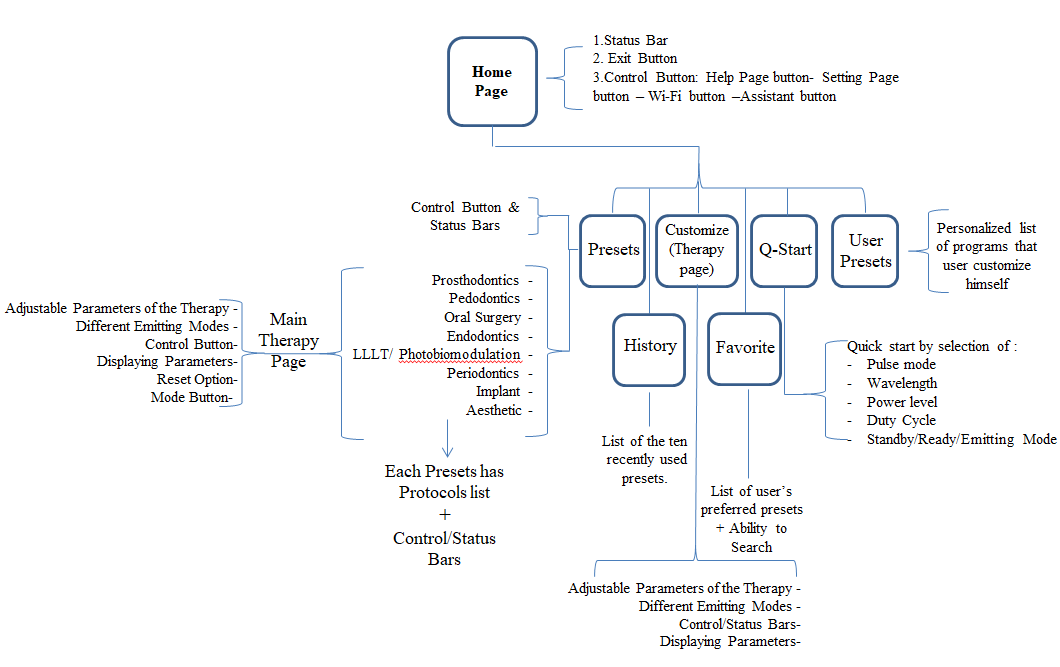 Home
Page
1.Status Bar
2. Exit Button
3.Control Button: Help Page button- Setting Page
button – Wi-Fi button –Assistant button
Control Button &
Status Bars
Presets
Customize
(Therapy
page)
Q-Start
User
Presets
Personalized list
of programs that
user customize
himself
Prosthodontics -
Pedodontics -
Oral Surgery -
Endodontics -
LLLT/ Photobiomodulation -
Periodontics -
Implant -
Aesthetic -
Adjustable Parameters of the Therapy -
Different Emitting Modes -
Control Button-
Displaying Parameters-
Reset Option-
Mode Button-
Main
Therapy
Page
History
Favorite
Quick start by selection of :
- Pulse mode
- Wavelength
- Power level
- Duty Cycle
- Standby/Ready/Emitting Mode
List of the ten
recently used
presets.
Each Presets has
Protocols list
+
Control/Status
Bars
List of user’s
preferred presets
+ Ability to
Search
Adjustable Parameters of the Therapy -
Different Emitting Modes -
Control/Status Bars-
Displaying Parameters-